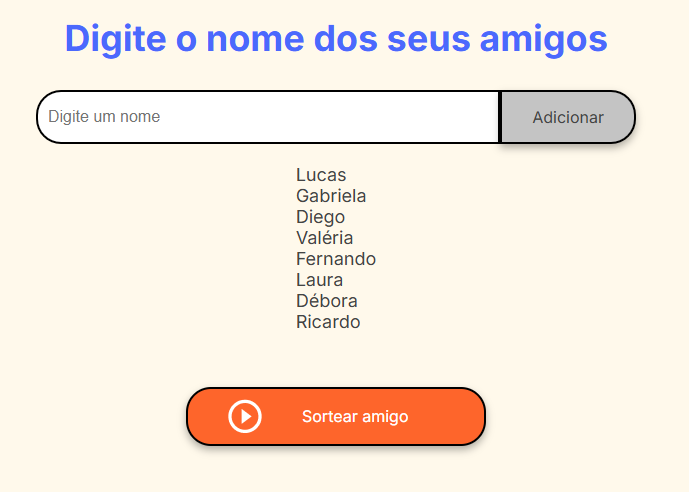 Digite o nome dos seus amigos
Digite um nome
Adicionar
Lucas
Gabriela
Diego
Valéria
Fernando
Laura
Débora
Ricardo
Sortear amigo